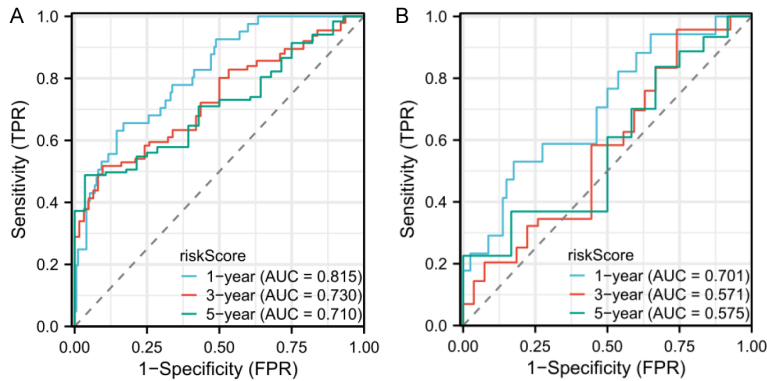 A
Sensitivity (TPR)
1.0
0.8
0.6
0.4
0.2
0.0
riskScore
1-year (AUC = 0.815)
3-year (AUC = 0.730)
5-year (AUC = 0.710)
0.00 0.25 0.50 0.75 1.00
1−Specificity (FPR)
B
Sensitivity (TPR)
1.0
0.8
0.6
0.4
0.2
0.0
riskScore
1-year (AUC = 0.701)
3-year (AUC = 0.571)
5-year (AUC = 0.575)
0.00 0.25 0.50 0.75 1.00
1−Specificity (FPR)